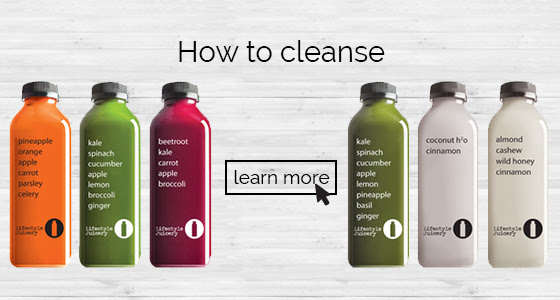 How to cleanse
pineapple
orange
apple
carrot
parsley
celery
Lifestyle
Juicery
kale
spinach
cucumber
apple
lemon
broccoli
ginger
Lifestyle
Juicery
beetroot
kale
carrot
apple
broccoli
Lifestyle
Juicery
learn more
kale
spinach
cucumber
apple
lemon
pineapple
basil
ginger
Lifestyle
Juicery
coconut h²o
cinnamon
Lifestyle
Juicery
almond
cashew
wild honey
cinnamon
Lifestyle
Juicery